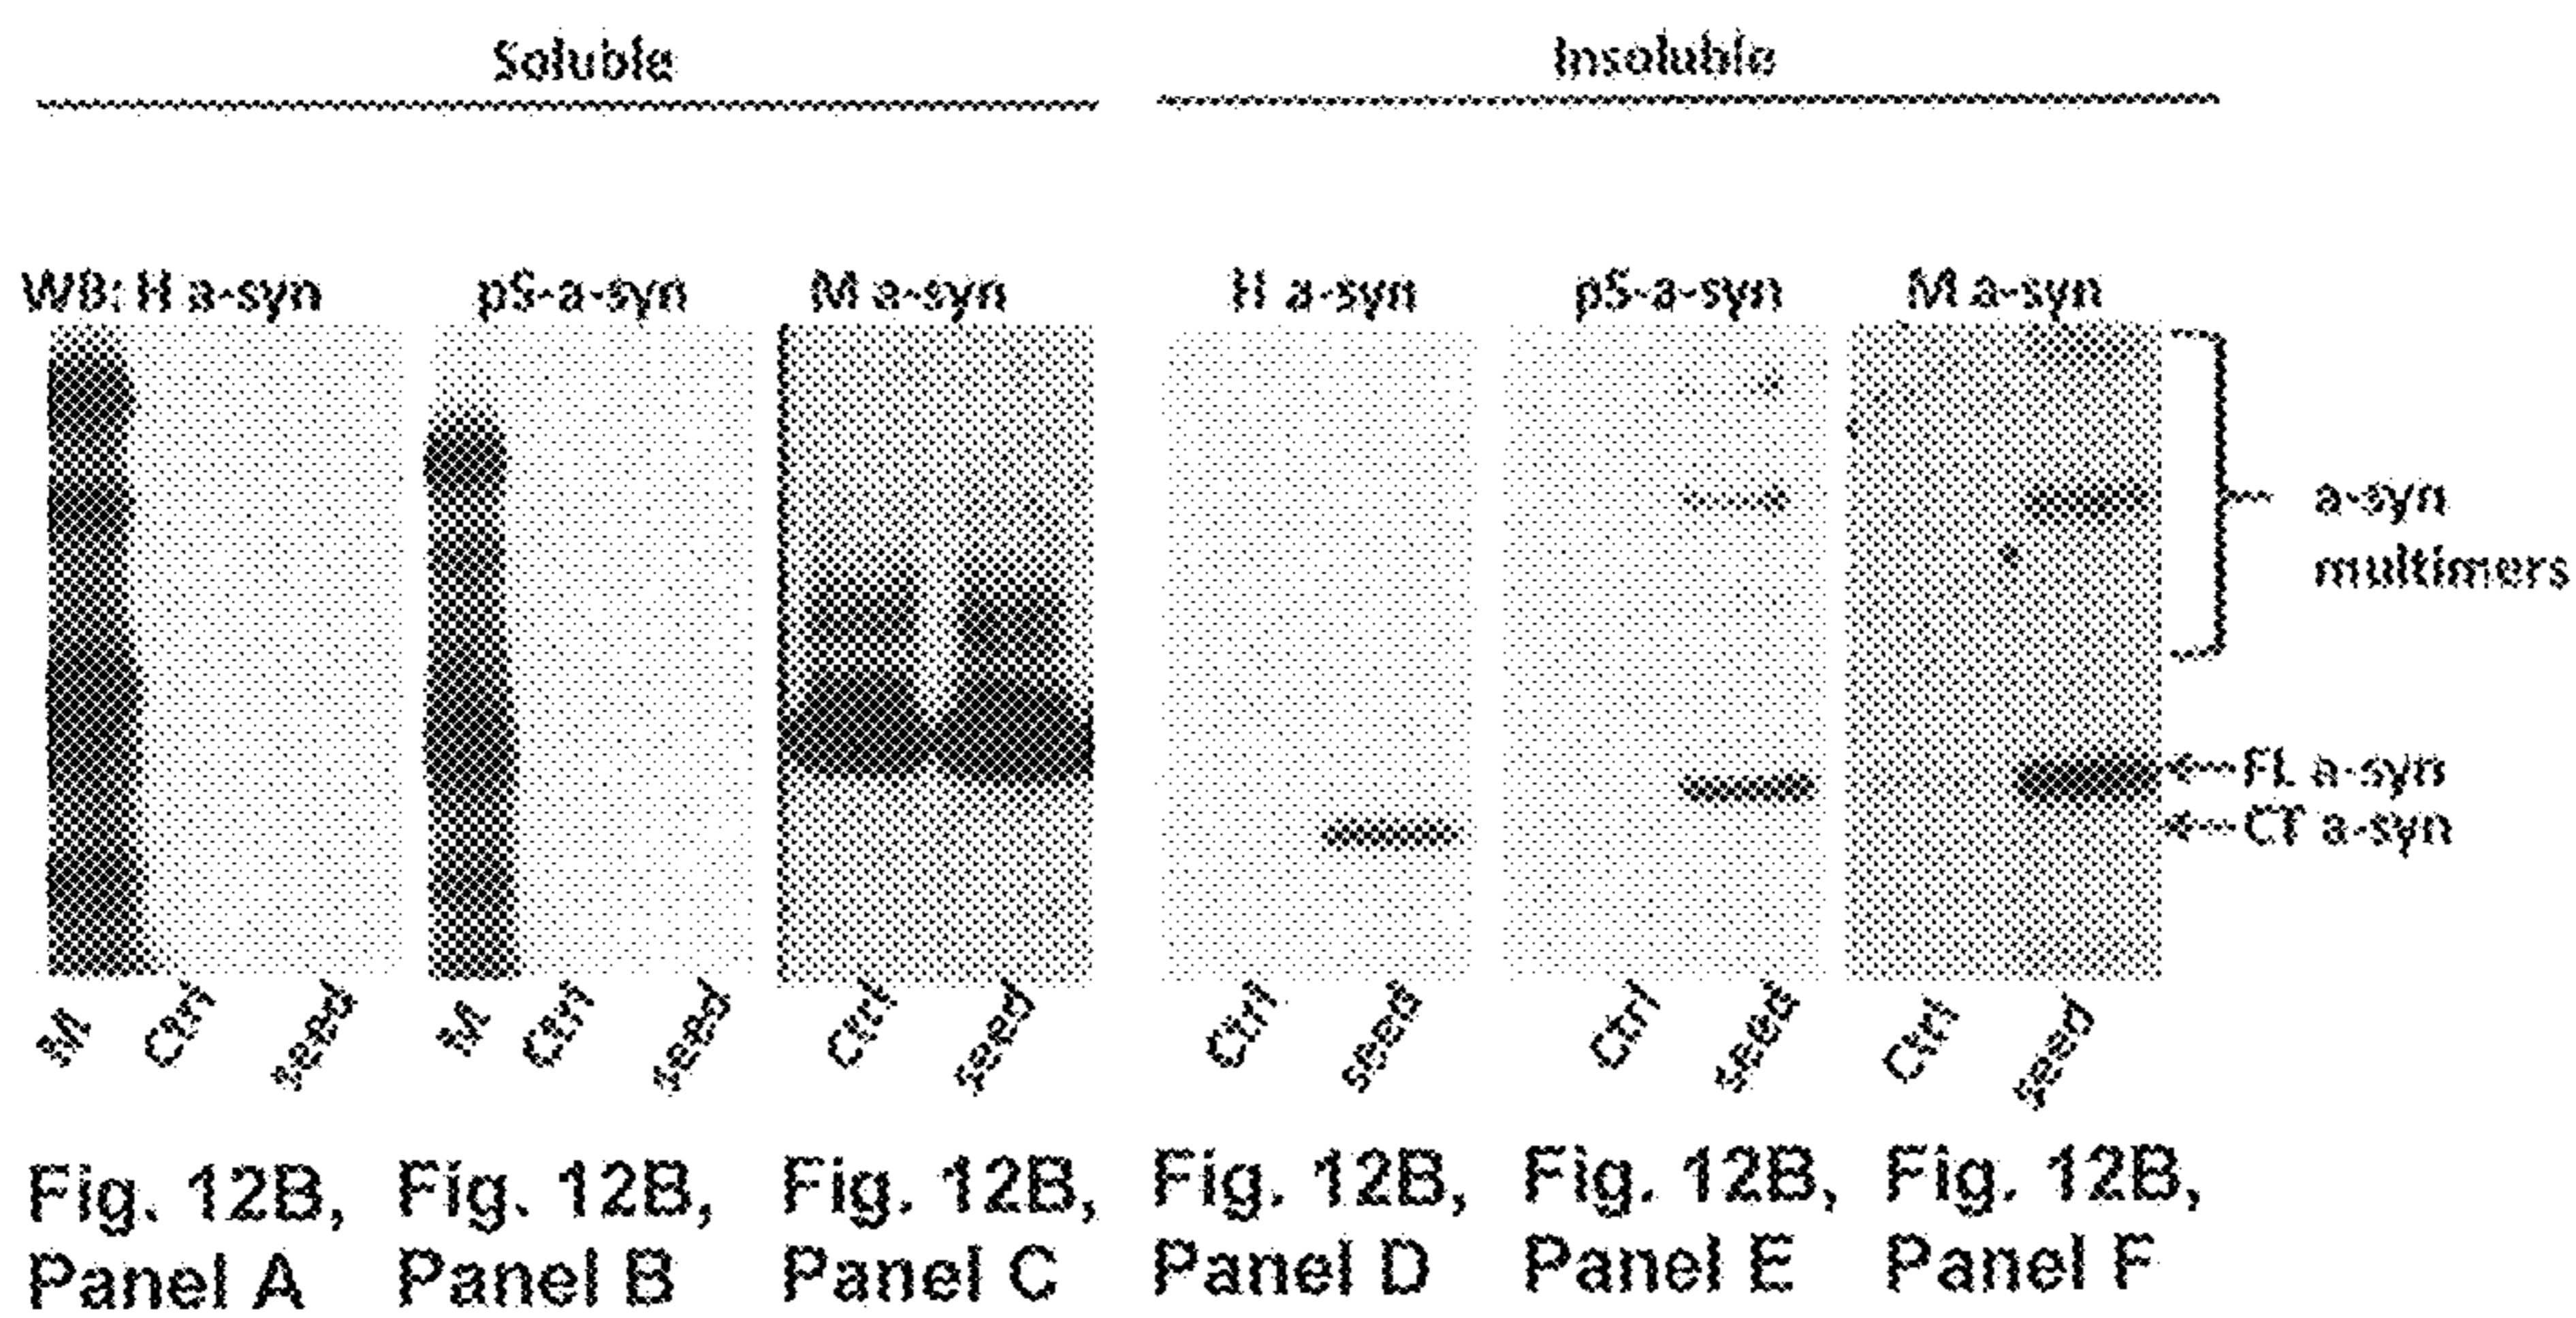 Soluble Insoluble
WB: H a-syn pS-a-syn M a-syn H a-syn pS-a-syn M a-syn
a-syn
multimers
FL a-syn
CT a-syn
M Ctrl seed M Ctrl seed Ctrl seed Ctrl seed Ctrl seed Ctrl seed
Fig. 12B, Fig. 12B, Fig. 12B, Fig. 12B, Fig. 12B, Fig. 12B,
Panel A Panel B Panel C Panel D Panel E Panel F